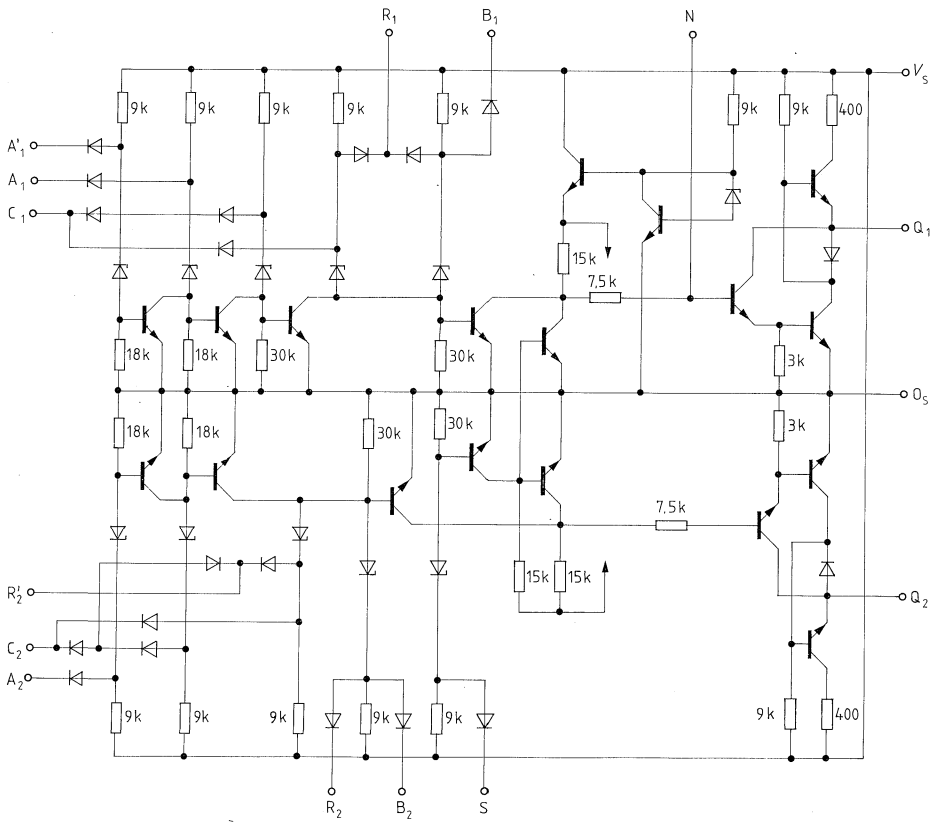 R₁ B₁ N
Vₛ
9k 9k 9k 9k 9k 9k 9k 400
A'₁
A₁
C₁
Q₁
15k
7,5k
18k 18k 30k 30k 3k
Oₛ
18k 18k 30k 30k 3k
7,5k
15k 15k
R'₂
Q₂
C₂
A₂
9k 9k 9k 9k 9k 9k 400
R₂ B₂ S